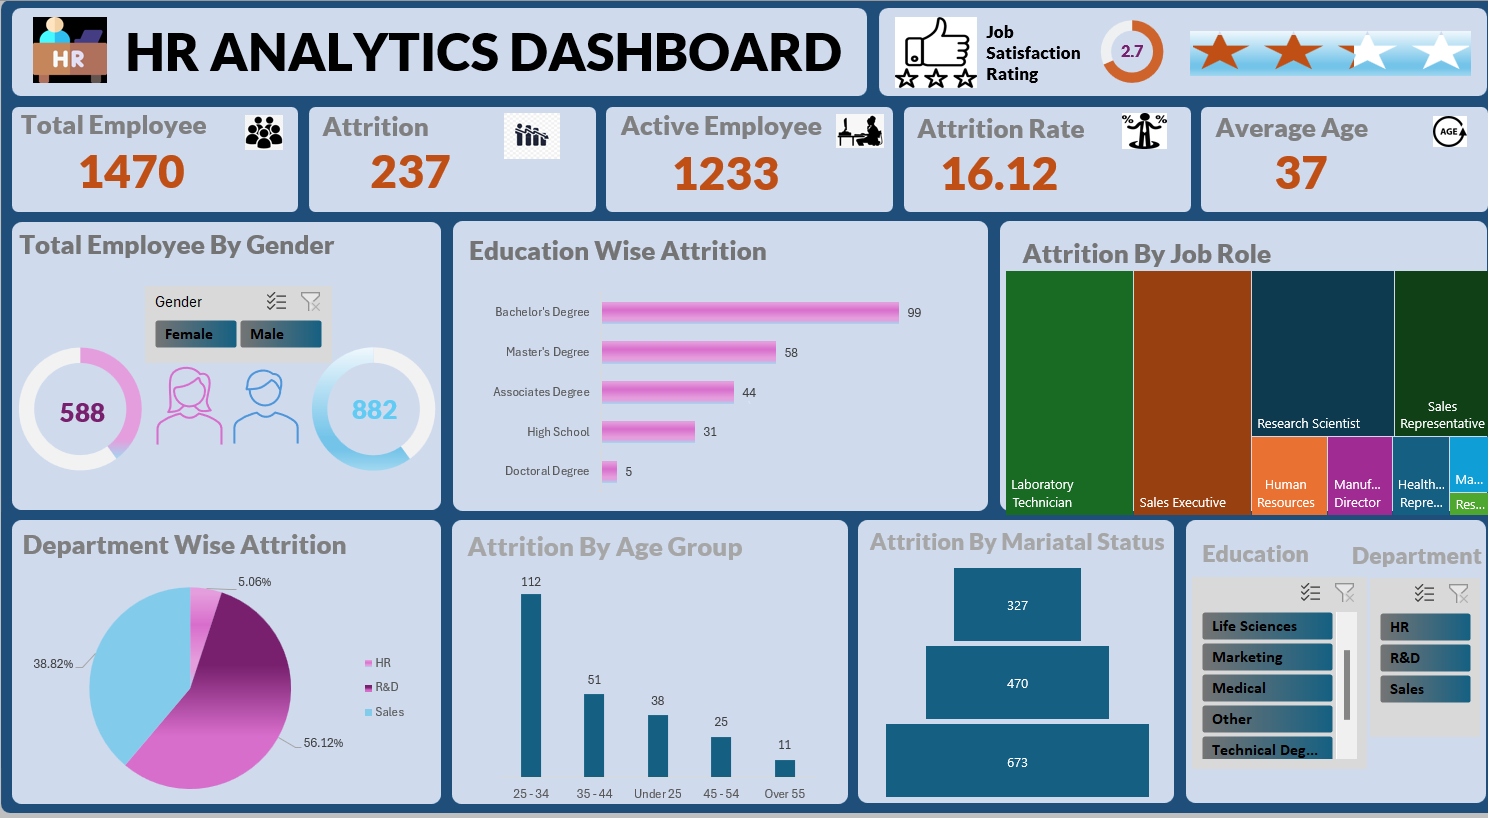 HR
HR ANALYTICS DASHBOARD
Job
Satisfaction
Rating
2.7
Total Employee
1470
Attrition
237
Active Employee
1233
Attrition Rate
% %
16.12
Average Age
AGE
37
Total Employee By Gender
Gender
Female Male
588
882
Education Wise Attrition
Bachelor's Degree 99
Master's Degree 58
Associates Degree 44
High School 31
Doctoral Degree 5
Attrition By Job Role
Laboratory
Technician
Sales Executive
Research Scientist
Sales
Representative
Human
Resources
Manuf...
Director
Health...
Repre...
Ma...
Res...
Department Wise Attrition
5.06%
38.82%
56.12%
HR
R&D
Sales
Attrition By Age Group
112
51
38
25
11
25 - 34 35 - 44 Under 25 45 - 54 Over 55
Attrition By Mariatal Status
327
470
673
Education
Life Sciences
Marketing
Medical
Other
Technical Deg...
Department
HR
R&D
Sales